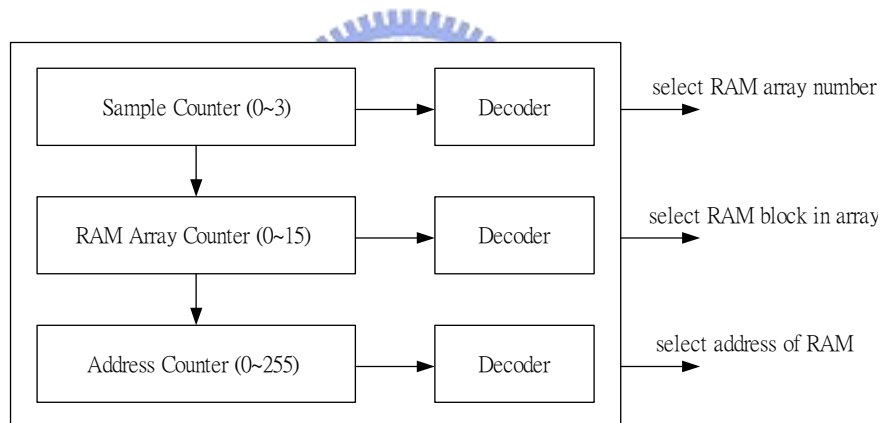 Sample Counter (0~3)
Decoder
select RAM array number
RAM Array Counter (0~15)
Decoder
select RAM block in array
Address Counter (0~255)
Decoder
select address of RAM